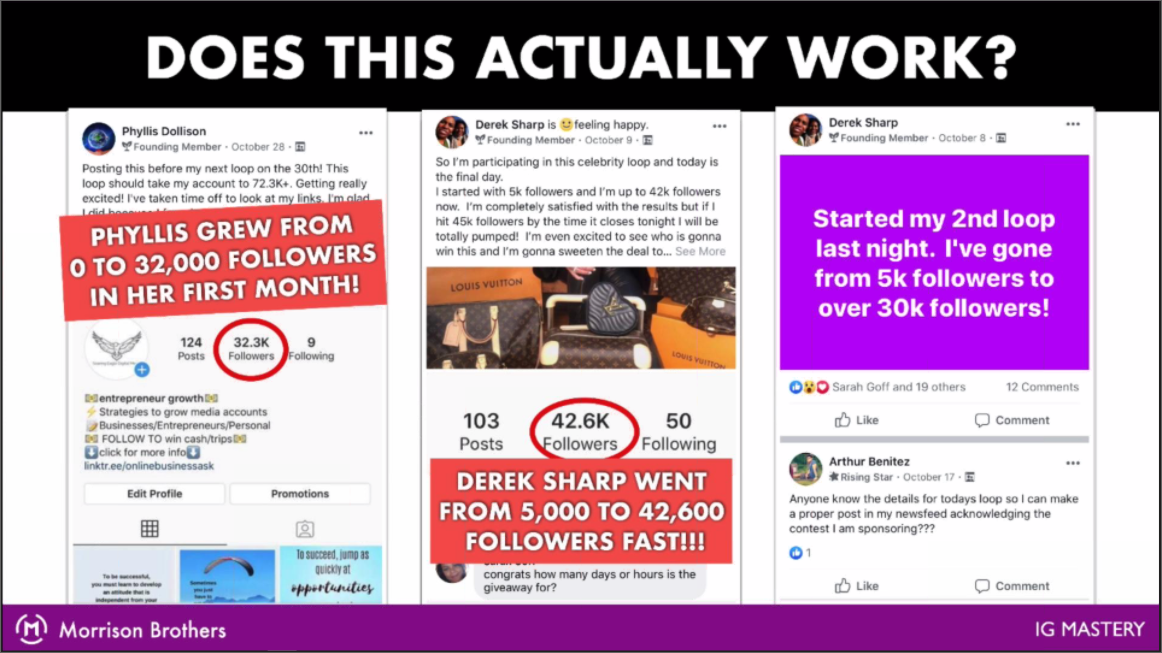 DOES THIS ACTUALLY WORK?
Phyllis Dollison
Founding Member · October 28 ·
Posting this before my next loop on the 30th! This
loop should take my account to 72.3K+. Getting really
excited! I've taken time off to look at my links. I'm glad
I did
PHYLLIS GREW FROM
0 TO 32,000 FOLLOWERS
IN HER FIRST MONTH!
124
Posts
32.3K
Followers
9
Following
entrepreneur growth
Strategies to grow media accounts
Businesses/Entrepreneurs/Personal
FOLLOW TO win cash/trips
click for more info
linktr.ee/onlinebusinessask
Edit Profile
Promotions
To be successful,
you must learn to develop
an attitude that is
independent from your
Sometimes
you just
have to
To succeed, jump as
quickly at
opportunities
Derek Sharp is feeling happy.
Founding Member · October 9 ·
So I'm participating in this celebrity loop and today is
the final day.
I started with 5k followers and I'm up to 42k followers
now. I'm completely satisfied with the results but if I
hit 45k followers by the time it closes tonight I will be
totally pumped! I'm even excited to see who is gonna
win this and I'm gonna sweeten the deal to... See More
LOUIS VUITTON
LOUIS VUITTON
103
Posts
42.6K
Followers
50
Following
DEREK SHARP WENT
FROM 5,000 TO 42,600
FOLLOWERS FAST!!!
congrats how many days or hours is the
giveaway for?
Derek Sharp
Founding Member · October 8 ·
Started my 2nd loop
last night. I've gone
from 5k followers to
over 30k followers!
Sarah Goff and 19 others
12 Comments
Like
Comment
Arthur Benitez
Rising Star · October 17 ·
Anyone know the details for todays loop so I can make
a proper post in my newsfeed acknowledging the
contest I am sponsoring???
1
Like
Comment
Morrison Brothers
IG MASTERY